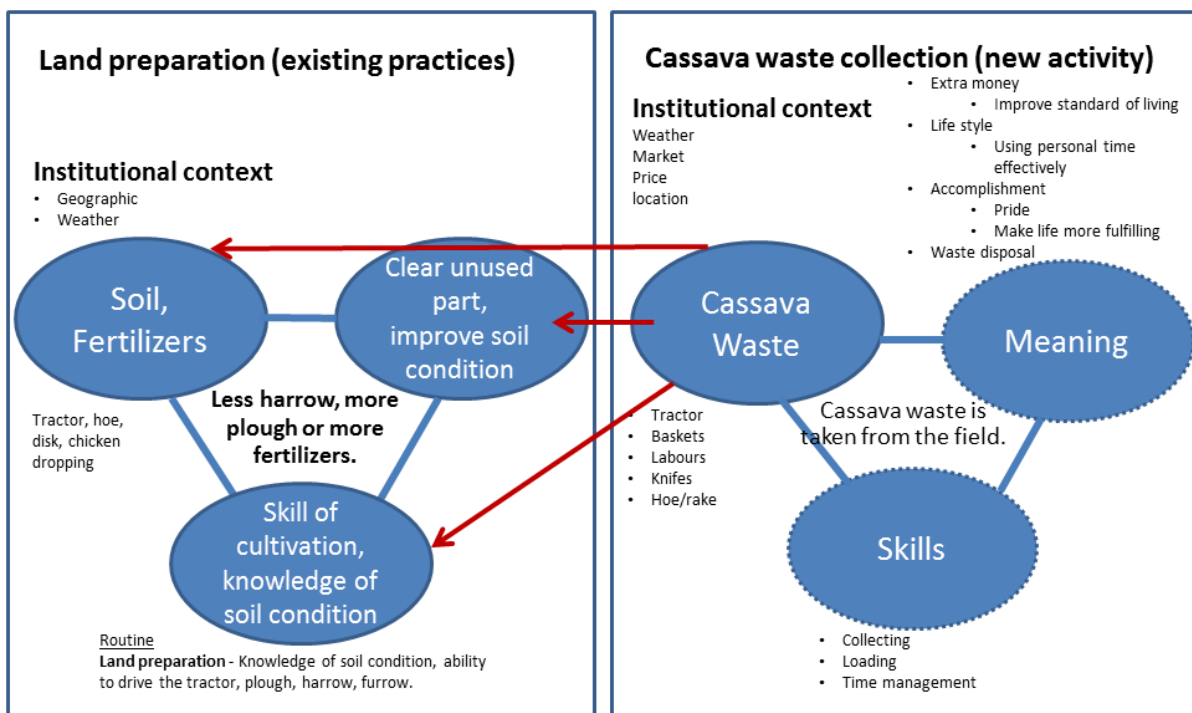 Land preparation (existing practices)
Institutional context
• Geographic
• Weather
Soil,
Fertilizers
Clear unused
part,
improve soil
condition
Less harrow, more
plough or more
fertilizers.
Tractor, hoe,
disk, chicken
dropping
Skill of
cultivation,
knowledge of
soil condition
Routine
Land preparation - Knowledge of soil condition, ability
to drive the tractor, plough, harrow, furrow.
Cassava waste collection (new activity)
Institutional context
Weather
Market
Price
location
• Extra money
• Improve standard of living
• Life style
• Using personal time
effectively
• Accomplishment
• Pride
• Make life more fulfilling
• Waste disposal
Cassava
Waste
Meaning
Cassava waste is
taken from the field.
• Tractor
• Baskets
• Labours
• Knifes
• Hoe/rake
Skills
• Collecting
• Loading
• Time management